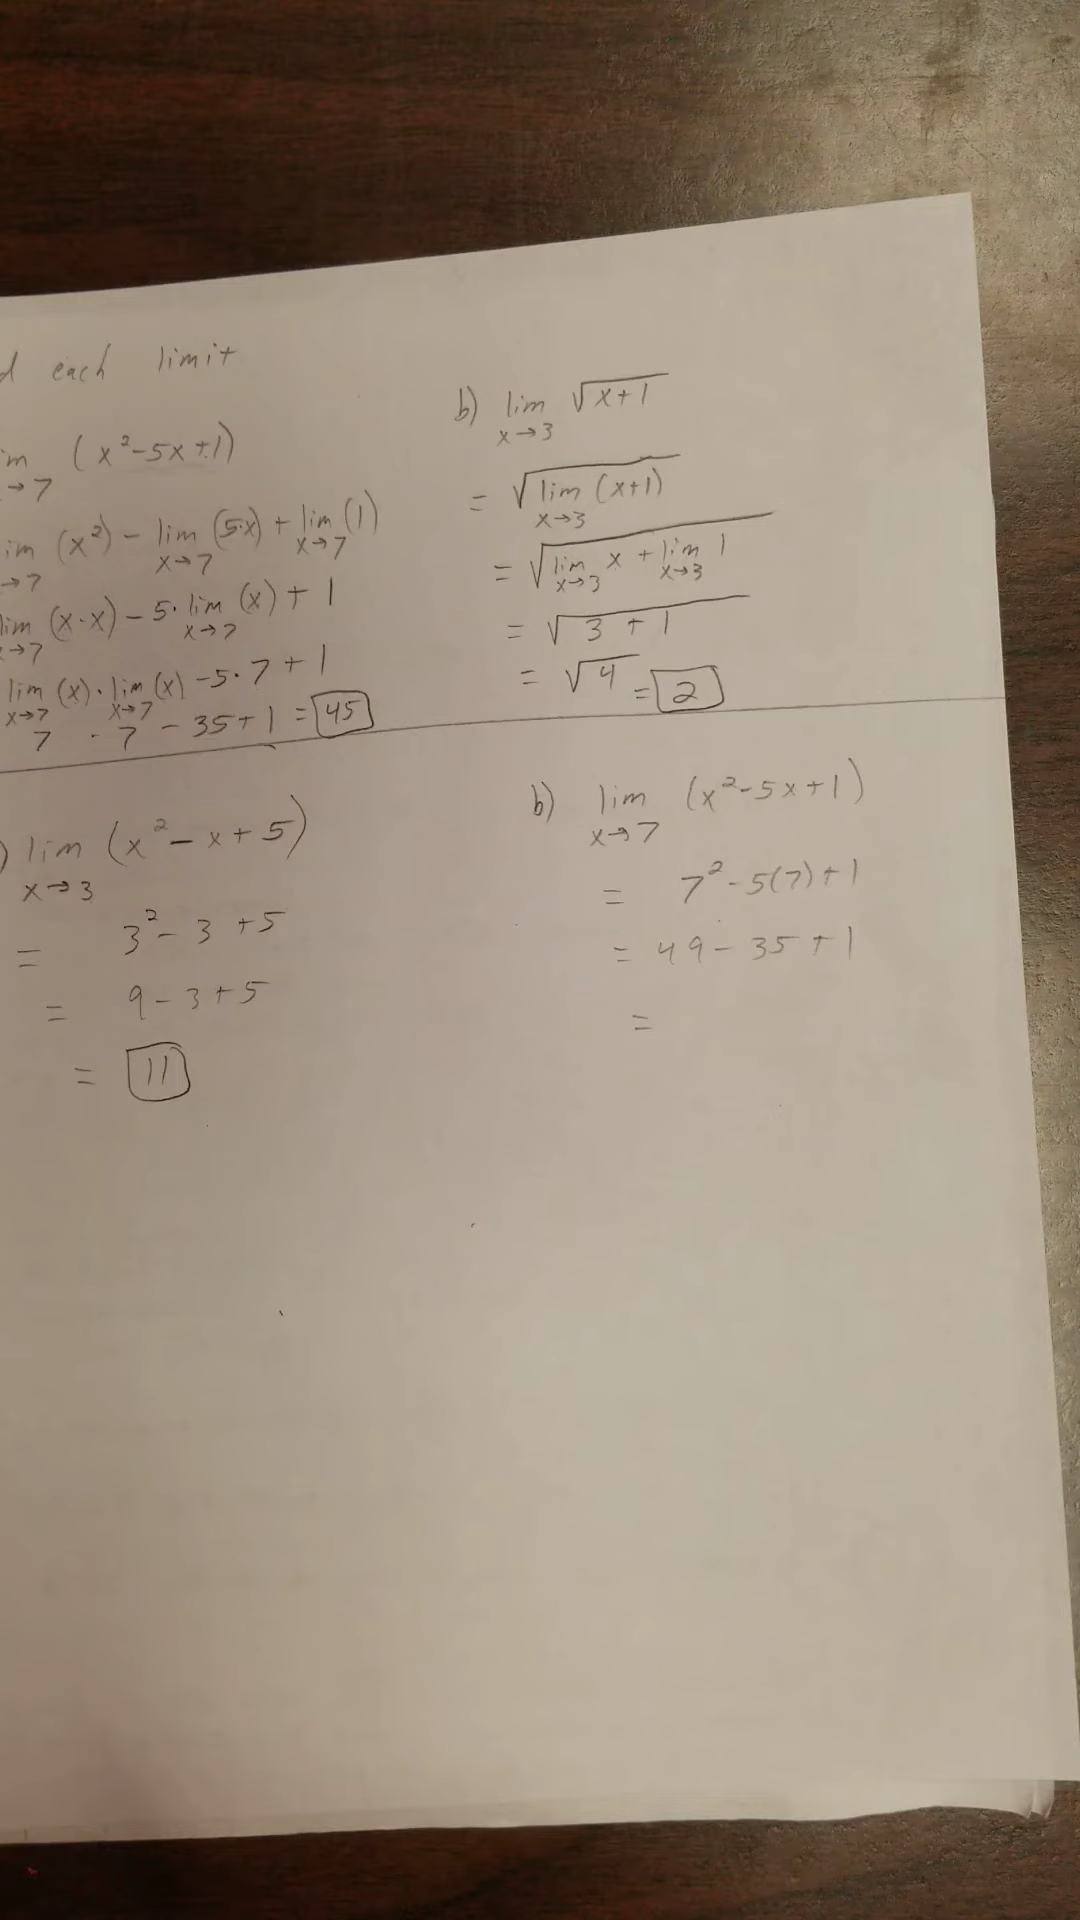 each limit
(x²-5x+1)
→7
(x²) - lim (5·x) + lim (1)
→7 x→7 x→7
lim (x·x) - 5· lim (x) + 1
→7 x→7
lim (x) · lim (x) - 5·7 + 1
x→7 x→7
7 · 7 - 35+1 = 45
b) lim √x+1
x→3
= √lim (x+1)
x→3
= √lim x + lim 1
x→3 x→3
= √3 + 1
= √4 = 2
) lim (x² - x + 5)
x→3
= 3² - 3 + 5
= 9 - 3 + 5
= 11
b) lim (x²-5x+1)
x→7
= 7² - 5(7) + 1
= 49 - 35 + 1
=